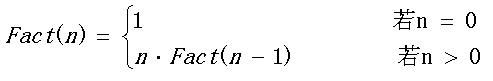 Fact(n) = { 1 若n = 0
n · Fact(n − 1) 若n > 0